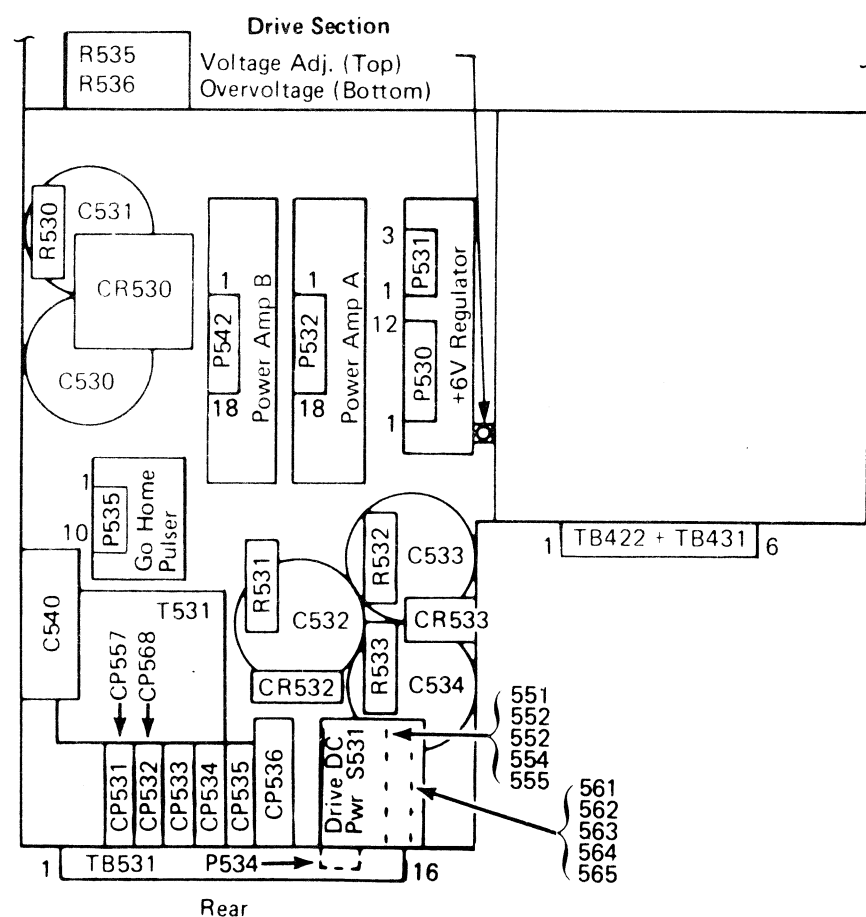 Drive Section
R535
R536
Voltage Adj. (Top)
Overvoltage (Bottom)
R530
C531
CR530
C530
1
P542
18
Power Amp B
1
P532
18
Power Amp A
3
P531
1
12
P530
1
+6V Regulator
1
P535
10
Go Home
Pulser
1
TB422 + TB431
6
C540
T531
CP557
CP568
R531
C532
CR532
R532
C533
CR533
R533
C534
CP531
CP532
CP533
CP534
CP535
CP536
Drive DC
Pwr S531
551
552
552
554
555
561
562
563
564
565
1
TB531
P534
16
Rear